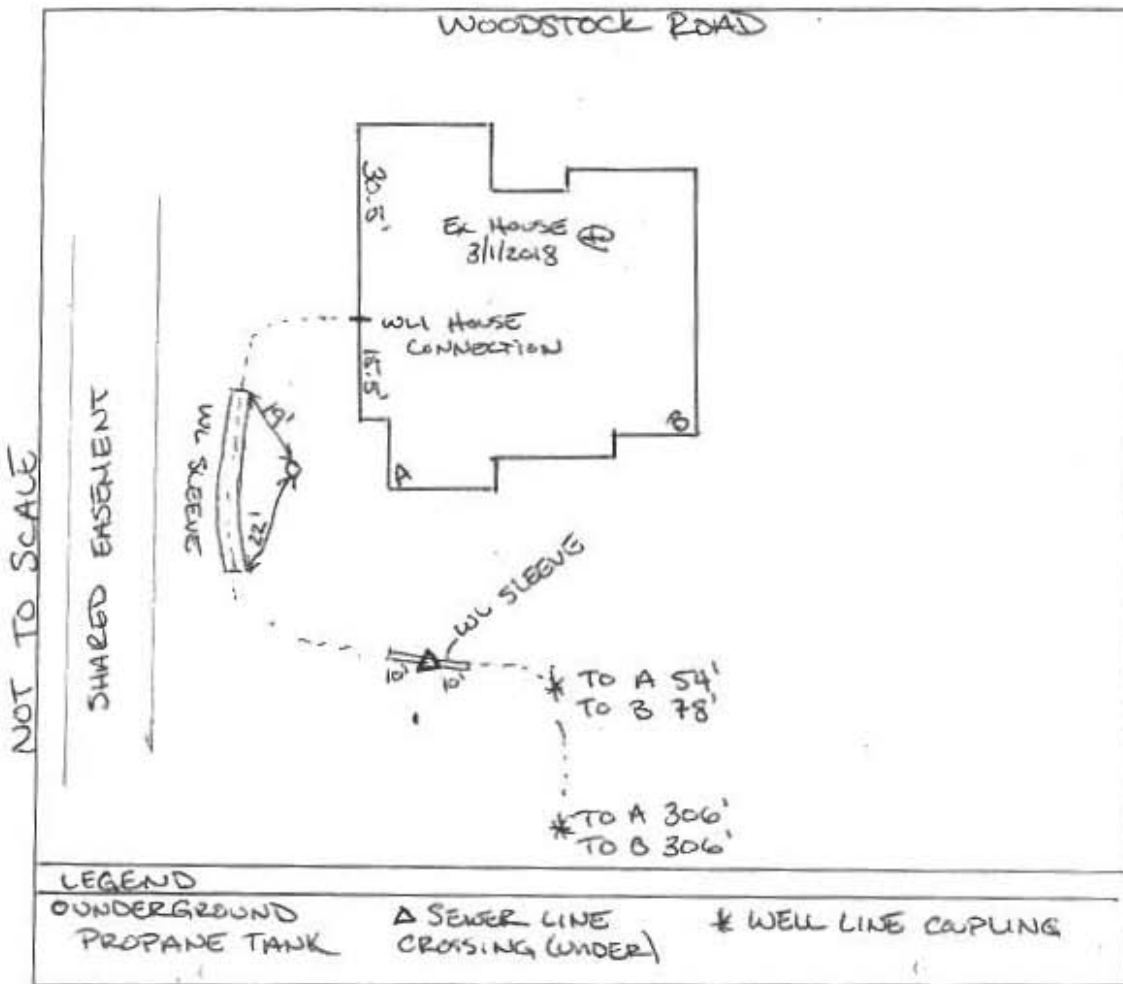 WOODSTOCK ROAD
30.5'
EX HOUSE
3/1/2018
WLI HOUSE
CONNECTION
15.5'
NOT TO SCALE
SHARED EASEMENT
WL SLEEVE
19'
22'
A
B
WL SLEEVE
10' 10'
* TO A 54'
TO B 78'
* TO A 306'
TO B 306'
LEGEND
O UNDERGROUND
PROPANE TANK
Δ SEWER LINE
CROSSING (UNDER)
* WELL LINE COUPLING